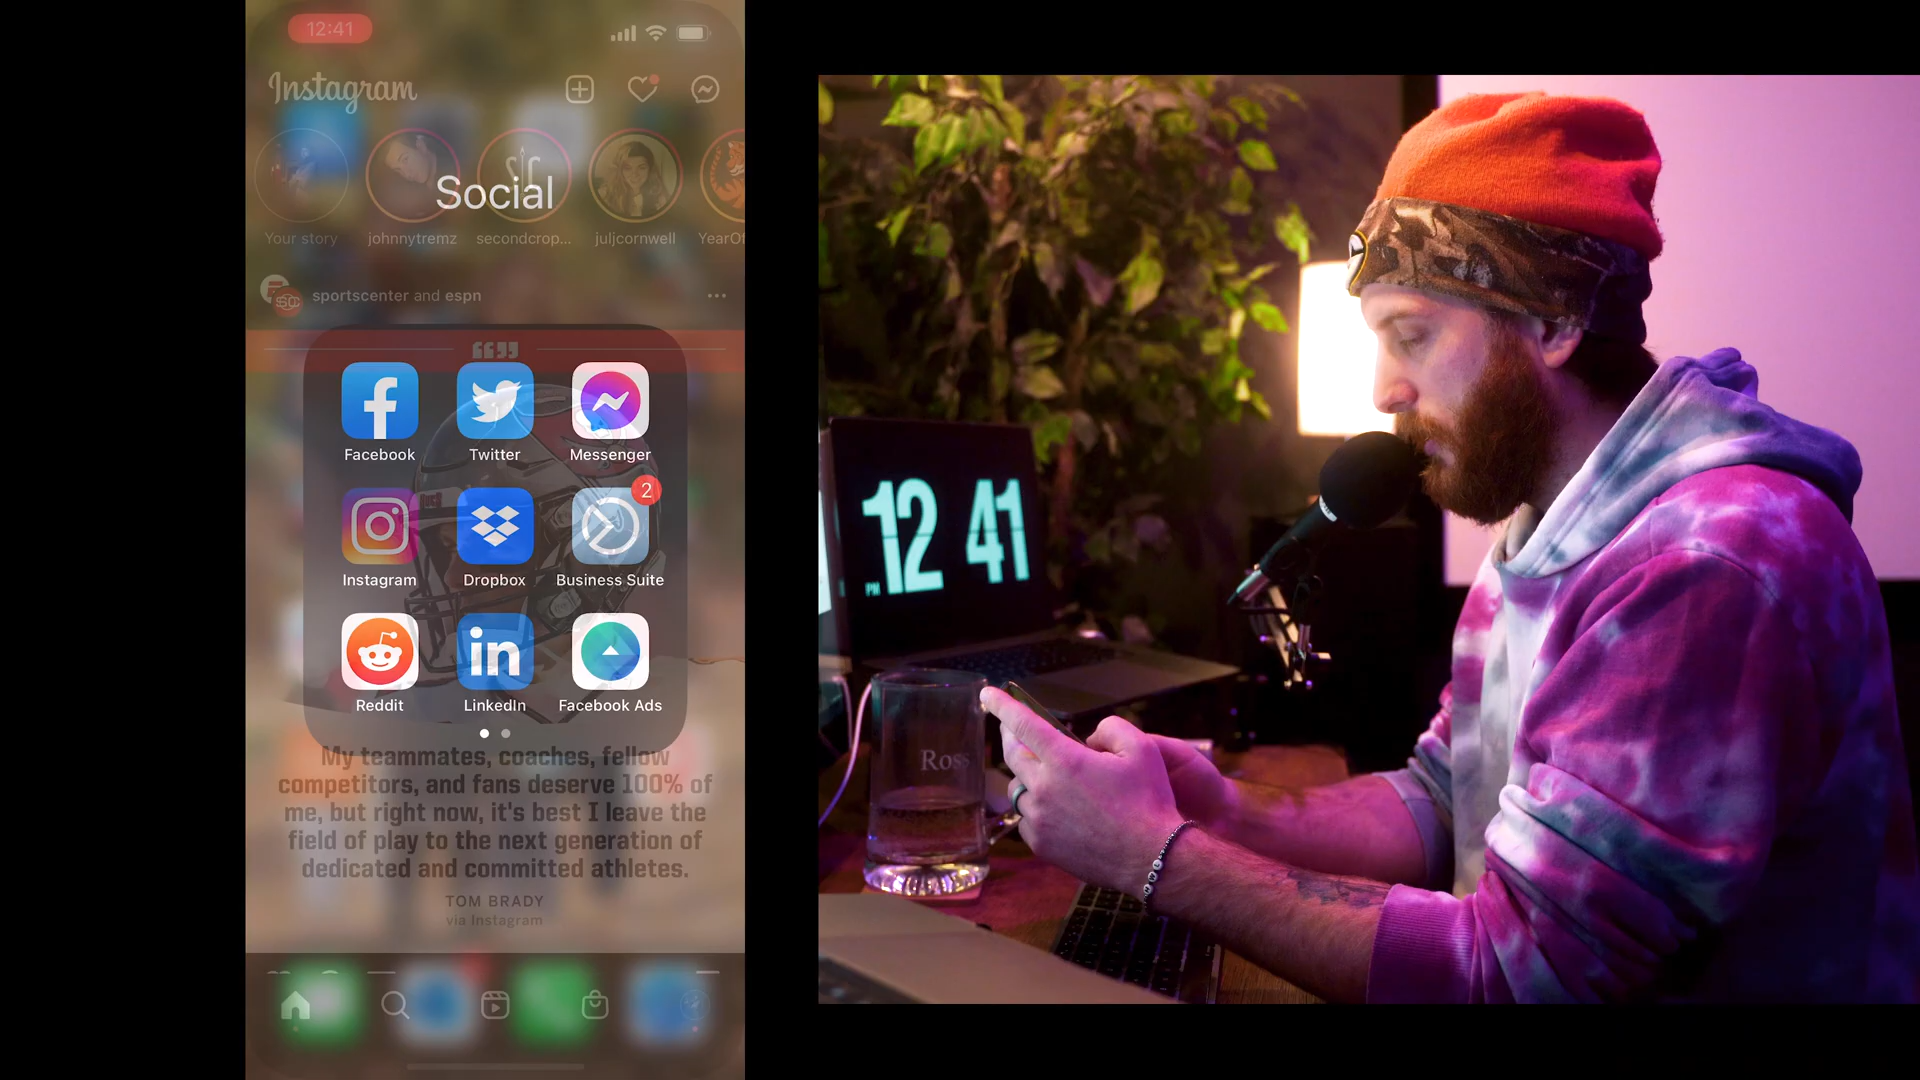 12:41
Instagram
Social
Your story
johnnytremz
secondcrop...
juljcornwell
YearOf
sportscenter and espn
Facebook
Twitter
Messenger
2
Instagram
Dropbox
Business Suite
Reddit
LinkedIn
Facebook Ads
My teammates, coaches, fellow
competitors, and fans deserve 100% of
me, but right now, it's best I leave the
field of play to the next generation of
dedicated and committed athletes.
TOM BRADY
via Instagram
12 41
PM
Ross